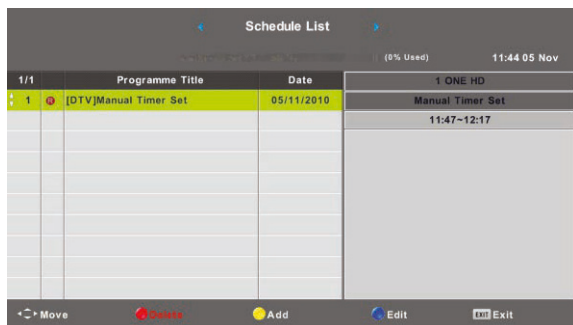 Schedule List
(0% Used) 11:44 05 Nov
1/1 Programme Title Date 1 ONE HD
1 [DTV]Manual Timer Set 05/11/2010 Manual Timer Set
11:47~12:17
Move Delete Add Edit EXIT Exit